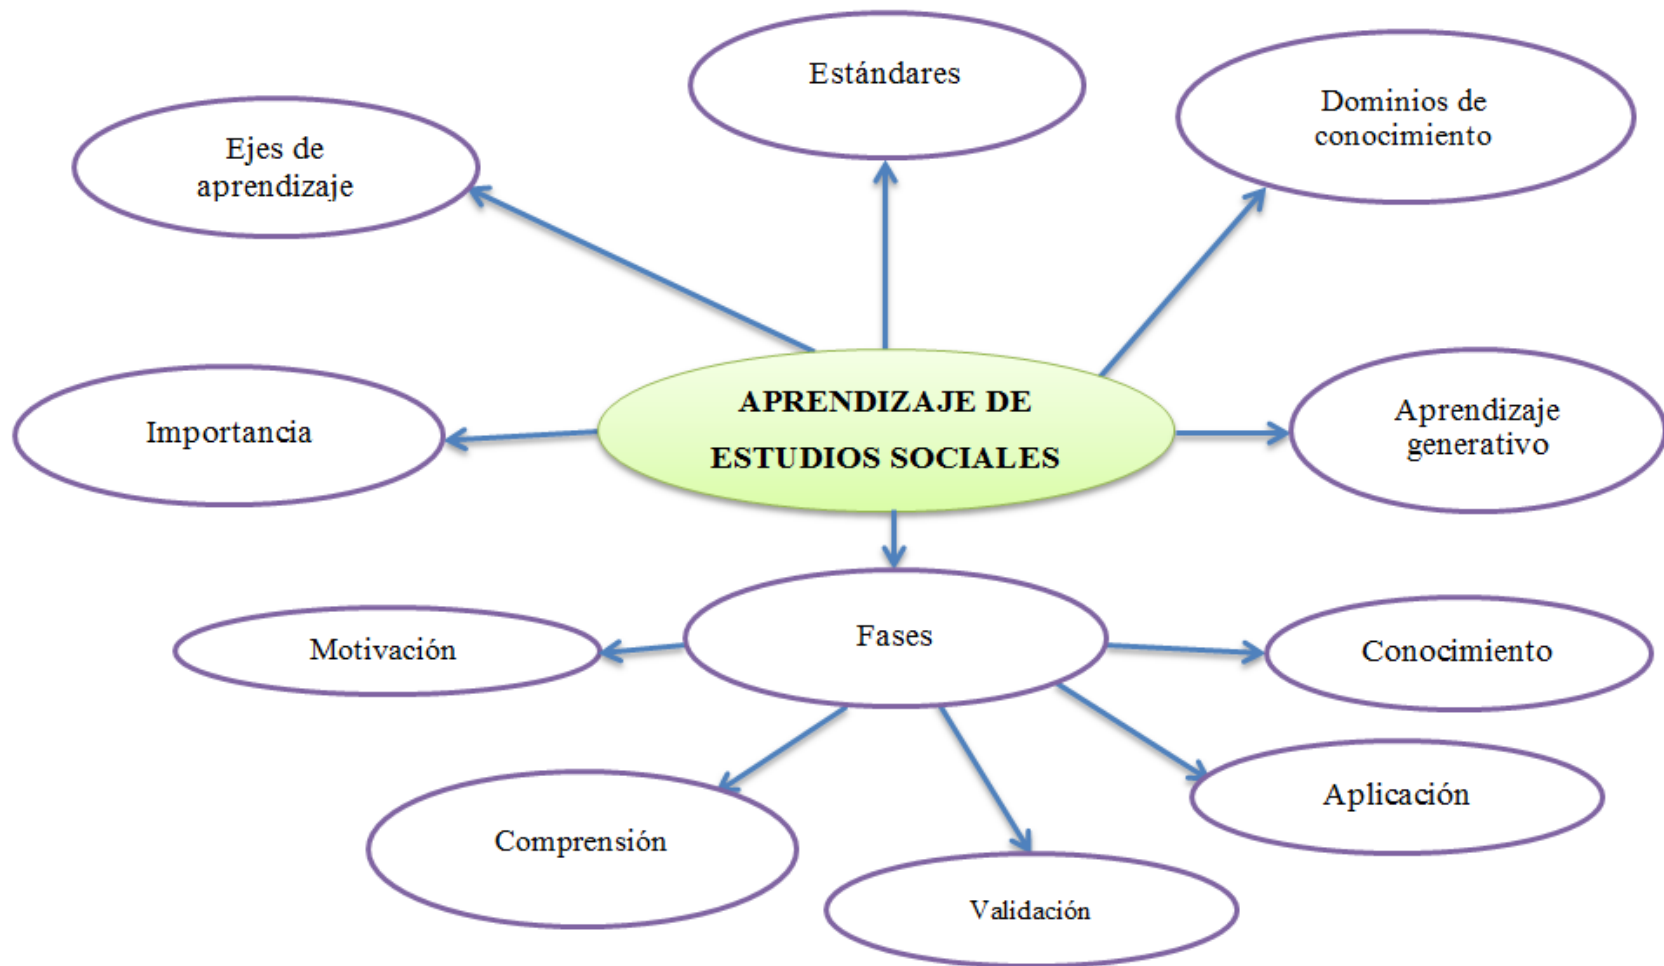 Estándares
Dominios de
conocimiento
Ejes de
aprendizaje
APRENDIZAJE DE
ESTUDIOS SOCIALES
Importancia
Aprendizaje
generativo
Fases
Motivación
Conocimiento
Aplicación
Comprensión
Validación